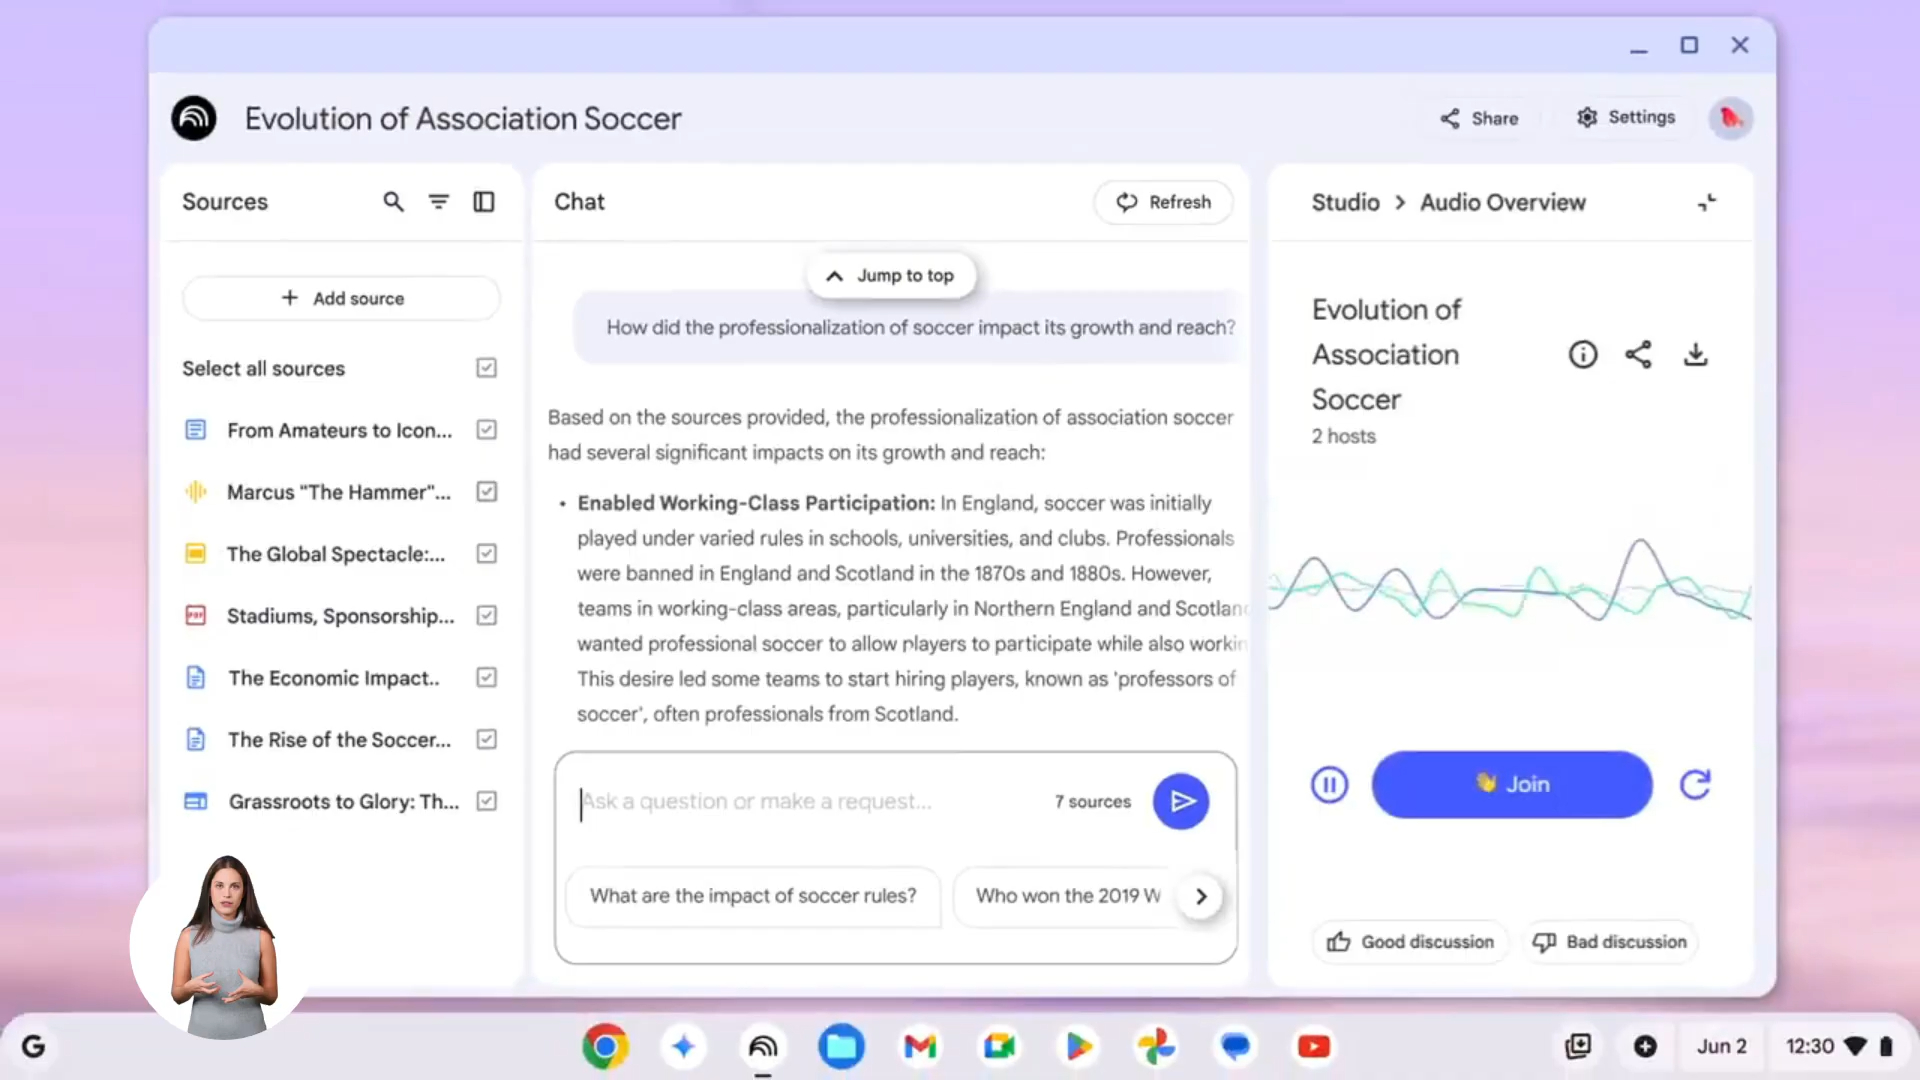 Evolution of Association Soccer
Share
Settings
Sources
Add source
Select all sources
From Amateurs to Icon...
Marcus "The Hammer"...
The Global Spectacle:...
PDF
Stadiums, Sponsorship...
The Economic Impact..
The Rise of the Soccer...
Grassroots to Glory: Th...
Chat
Refresh
Jump to top
How did the professionalization of soccer impact its growth and reach?
Based on the sources provided, the professionalization of association soccer
had several significant impacts on its growth and reach:
• Enabled Working-Class Participation: In England, soccer was initially
played under varied rules in schools, universities, and clubs. Professionals
were banned in England and Scotland in the 1870s and 1880s. However,
teams in working-class areas, particularly in Northern England and Scotlan
wanted professional soccer to allow players to participate while also workin
This desire led some teams to start hiring players, known as 'professors of
soccer', often professionals from Scotland.
Ask a question or make a request...
7 sources
What are the impact of soccer rules?
Who won the 2019 W
Studio > Audio Overview
Evolution of
Association
Soccer
2 hosts
Join
Good discussion
Bad discussion
G
Jun 2
12:30